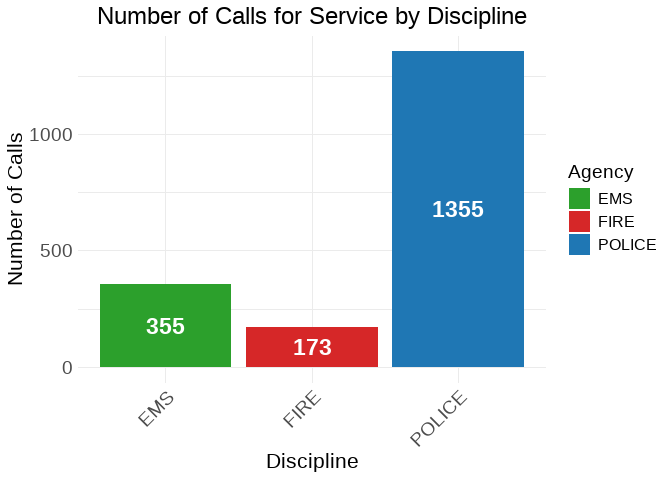 Number of Calls for Service by Discipline
Number of Calls
1000
500
0
355
173
1355
EMS
FIRE
POLICE
Discipline
Agency
EMS
FIRE
POLICE